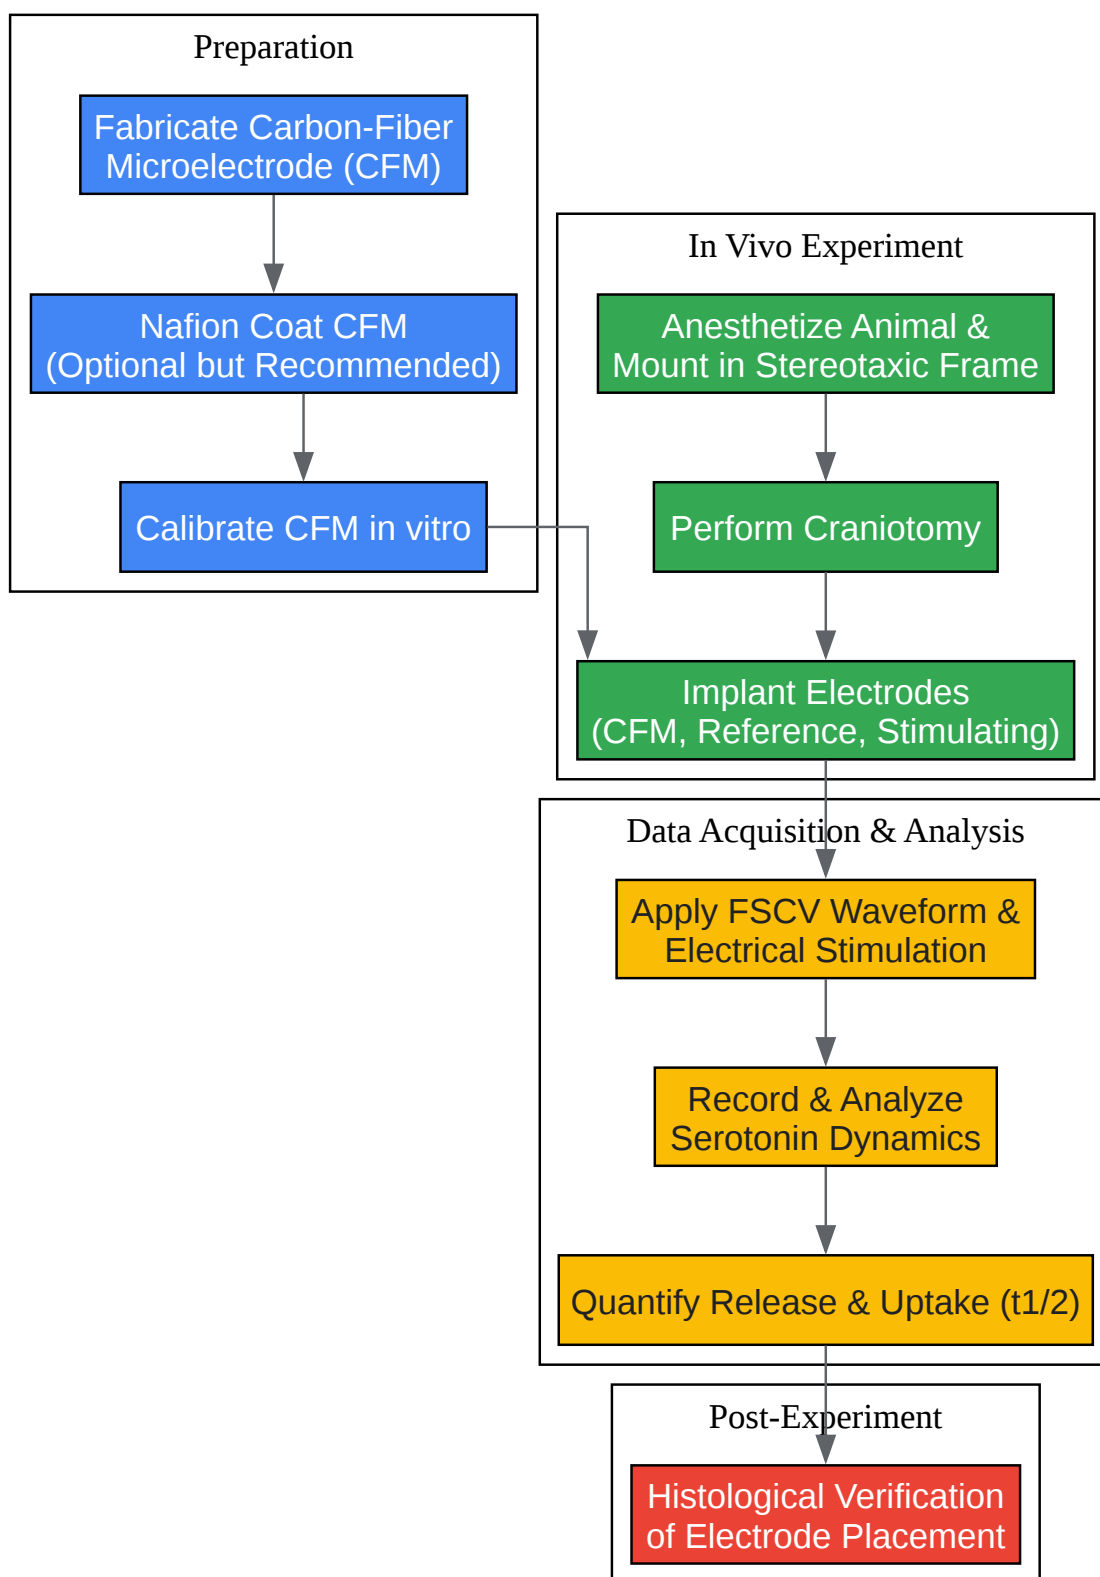 Preparation
Fabricate Carbon-Fiber
Microelectrode (CFM)
Nafion Coat CFM
(Optional but Recommended)
Calibrate CFM in vitro
In Vivo Experiment
Anesthetize Animal &
Mount in Stereotaxic Frame
Perform Craniotomy
Implant Electrodes
(CFM, Reference, Stimulating)
Data Acquisition & Analysis
Apply FSCV Waveform &
Electrical Stimulation
Record & Analyze
Serotonin Dynamics
Quantify Release & Uptake (t1/2)
Post-Experiment
Histological Verification
of Electrode Placement